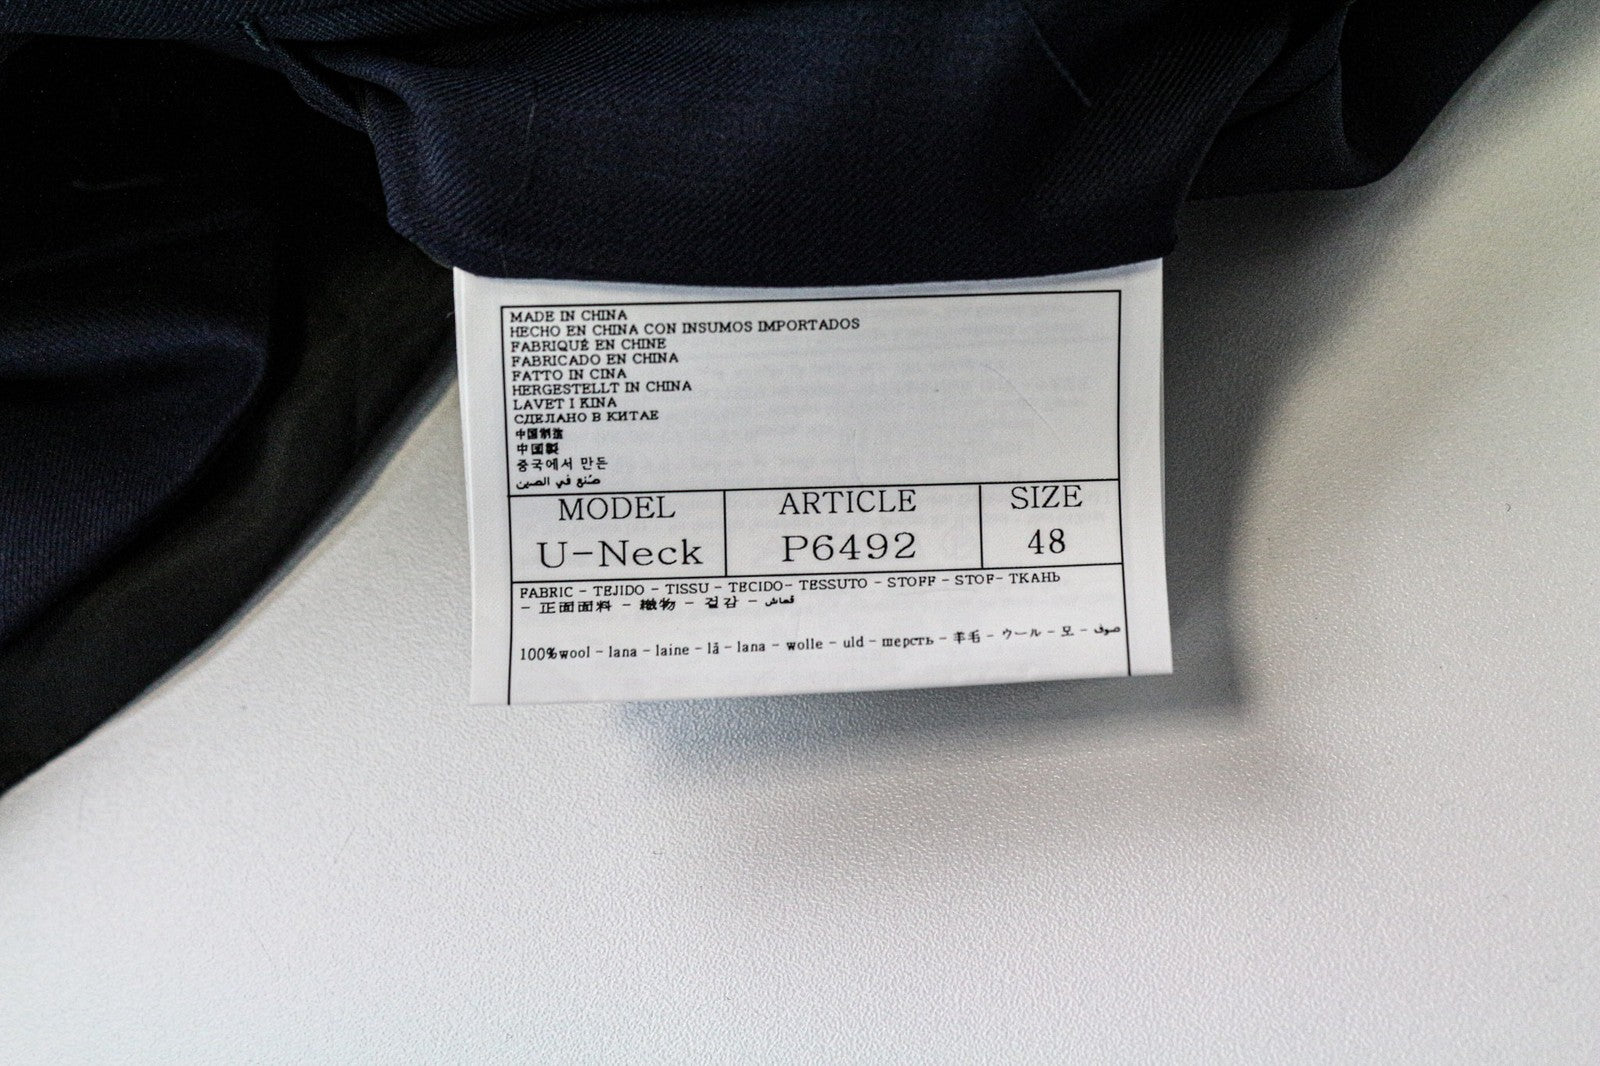 MADE IN CHINA
HECHO EN CHINA CON INSUMOS IMPORTADOS
FABRIQUÉ EN CHINE
FABRICADO EN CHINA
FATTO IN CINA
HERGESTELLT IN CHINA
LAVET I KINA
СДЕЛАНО В КИТАЕ
中国制造
中国製
중국에서 만든
صُنع في الصين
MODEL ARTICLE SIZE
U-Neck P6492 48
FABRIC - TEJIDO - TISSU - TECIDO- TESSUTO - STOFF - STOF- ТКАНЬ
- 正面面料 - 織物 - 겉감 - قماش
100%wool - lana - laine - lã - lana - wolle - uld - шерсть - 羊毛 - ウール - 모 - صوف